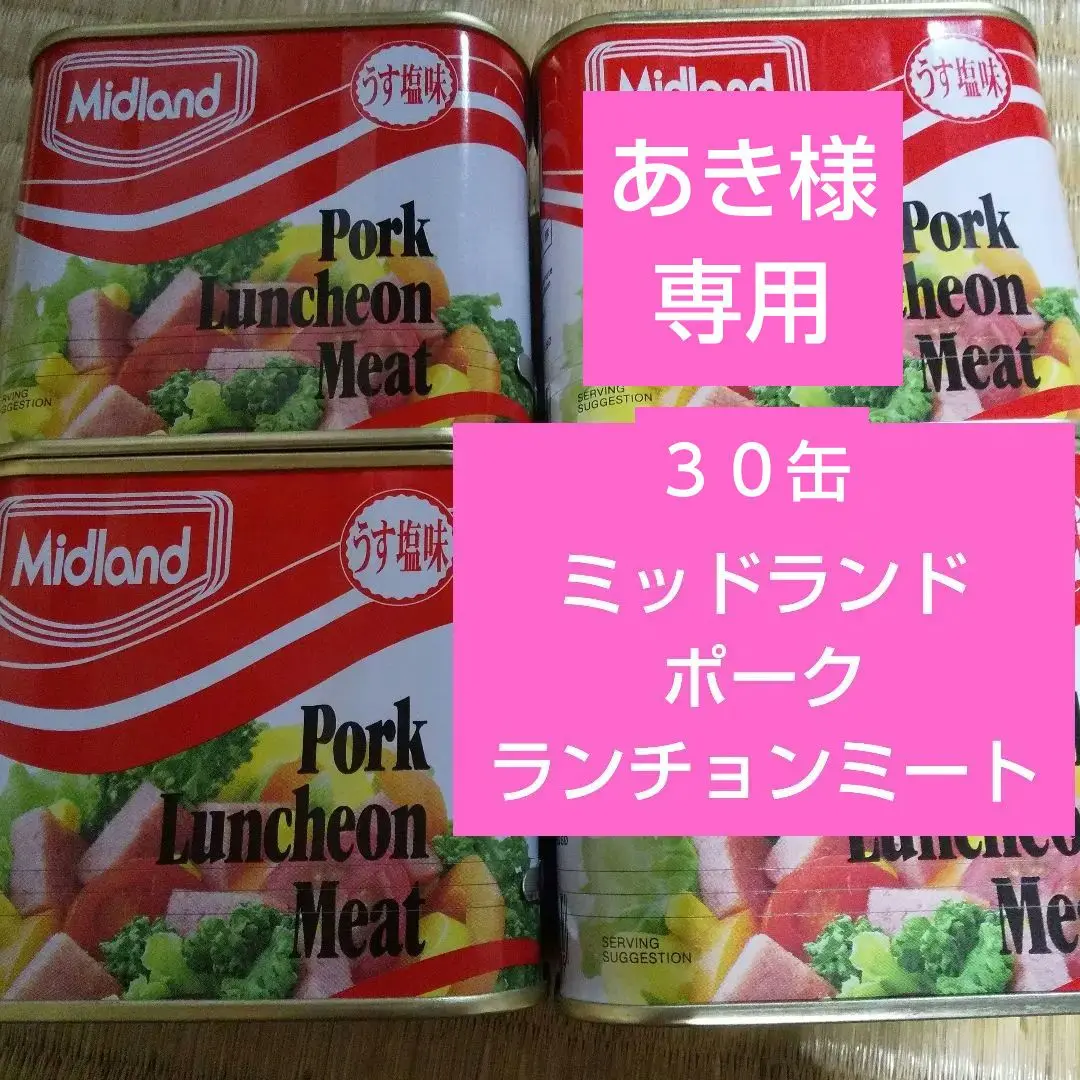 Midland
うす塩味
Pork
Luncheon
Meat
SERVING
SUGGESTION
Midland
うす塩味
Pork
Meat
SERVING
SUGGESTION
あき様
専用
30缶
ミッドランド
ポーク
ランチョンミート
Midland
うす塩味
Pork
Luncheon
Meat
SERVING
SUGGESTION